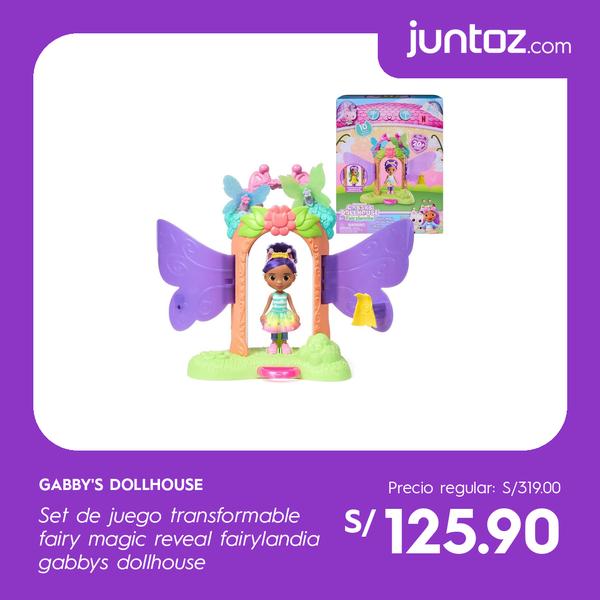 juntoz.com
GABBY'S DOLLHOUSE
Set de juego transformable
fairy magic reveal fairylandia
gabbys dollhouse
Precio regular: S/319.00
S/125.90